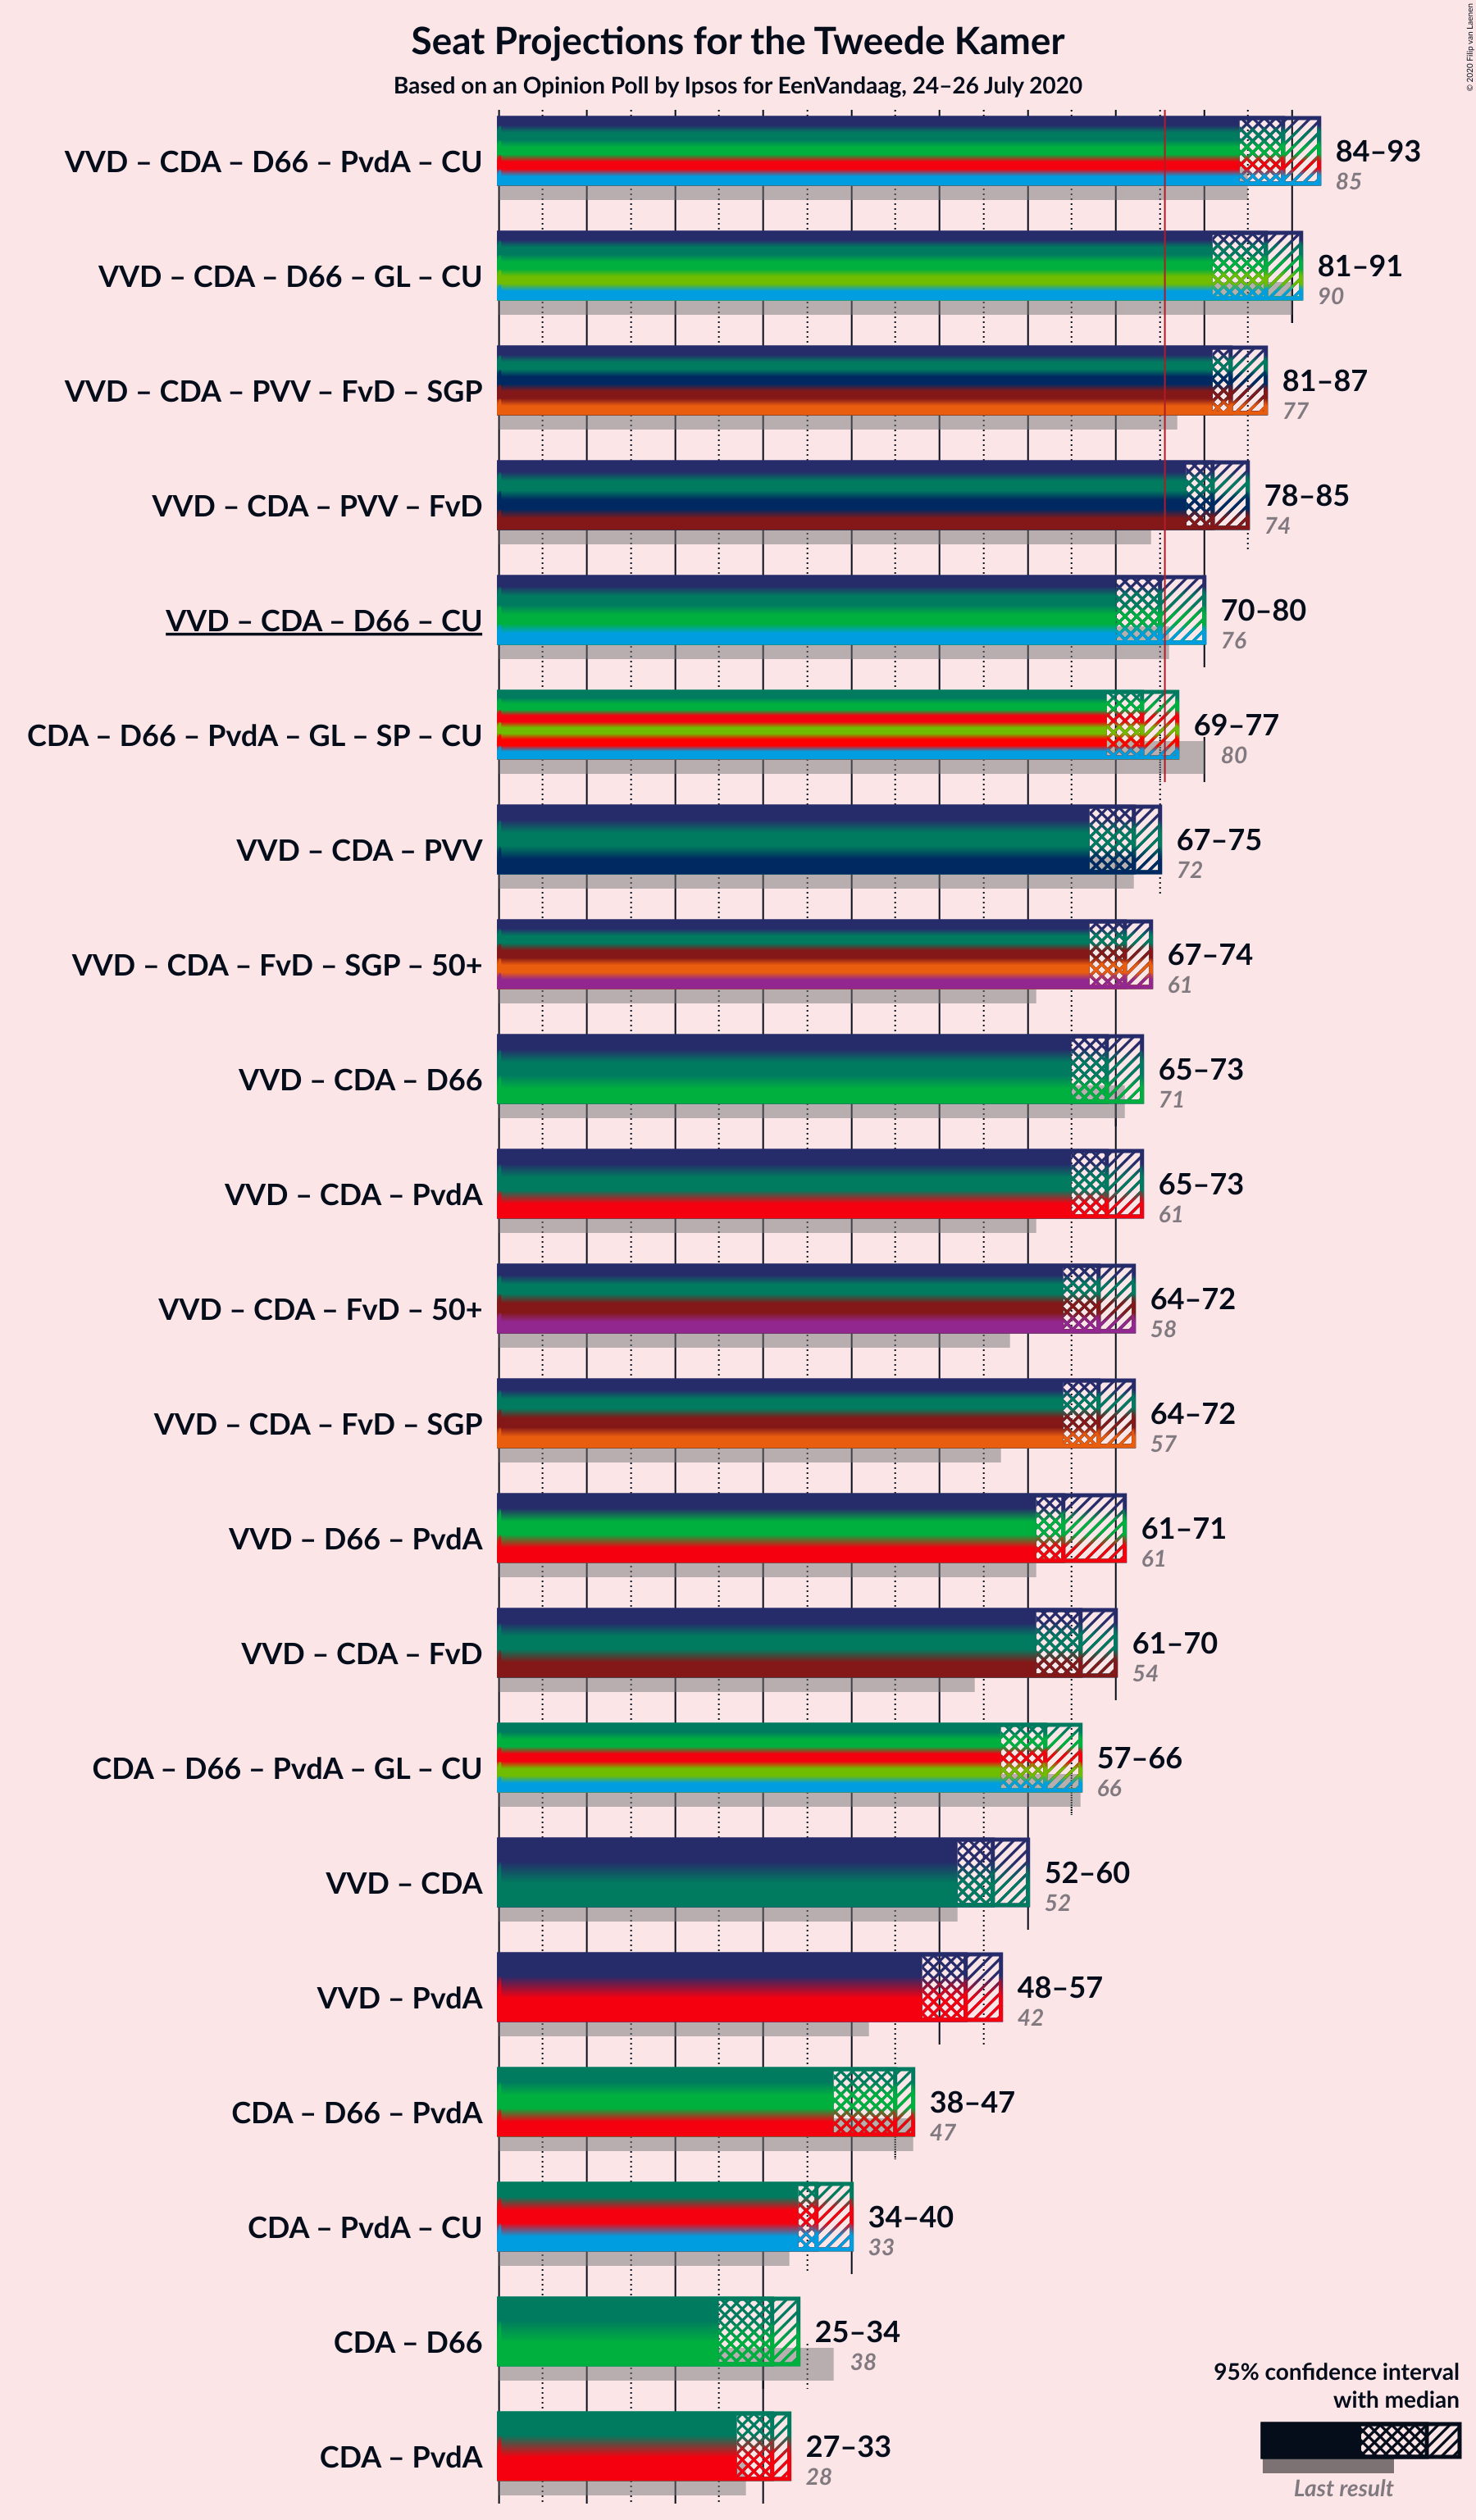 Seat Projections for the Tweede Kamer
Based on an Opinion Poll by Ipsos for EenVandaag, 24–26 July 2020
© 2020 Filip van Laenen
VVD – CDA – D66 – PvdA – CU
84–93
85
VVD – CDA – D66 – GL – CU
81–91
90
VVD – CDA – PVV – FvD – SGP
81–87
77
VVD – CDA – PVV – FvD
78–85
74
VVD – CDA – D66 – CU
70–80
76
CDA – D66 – PvdA – GL – SP – CU
69–77
80
VVD – CDA – PVV
67–75
72
VVD – CDA – FvD – SGP – 50+
67–74
61
VVD – CDA – D66
65–73
71
VVD – CDA – PvdA
65–73
61
VVD – CDA – FvD – 50+
64–72
58
VVD – CDA – FvD – SGP
64–72
57
VVD – D66 – PvdA
61–71
61
VVD – CDA – FvD
61–70
54
CDA – D66 – PvdA – GL – CU
57–66
66
VVD – CDA
52–60
52
VVD – PvdA
48–57
42
CDA – D66 – PvdA
38–47
47
CDA – PvdA – CU
34–40
33
CDA – D66
25–34
38
CDA – PvdA
27–33
28
95% confidence interval
with median
Last result